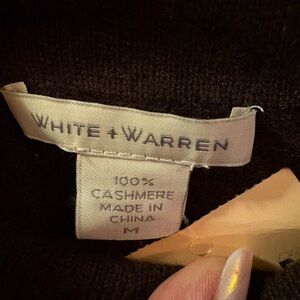 WHITE + WARREN
100%
CASHMERE
MADE IN
CHINA
M